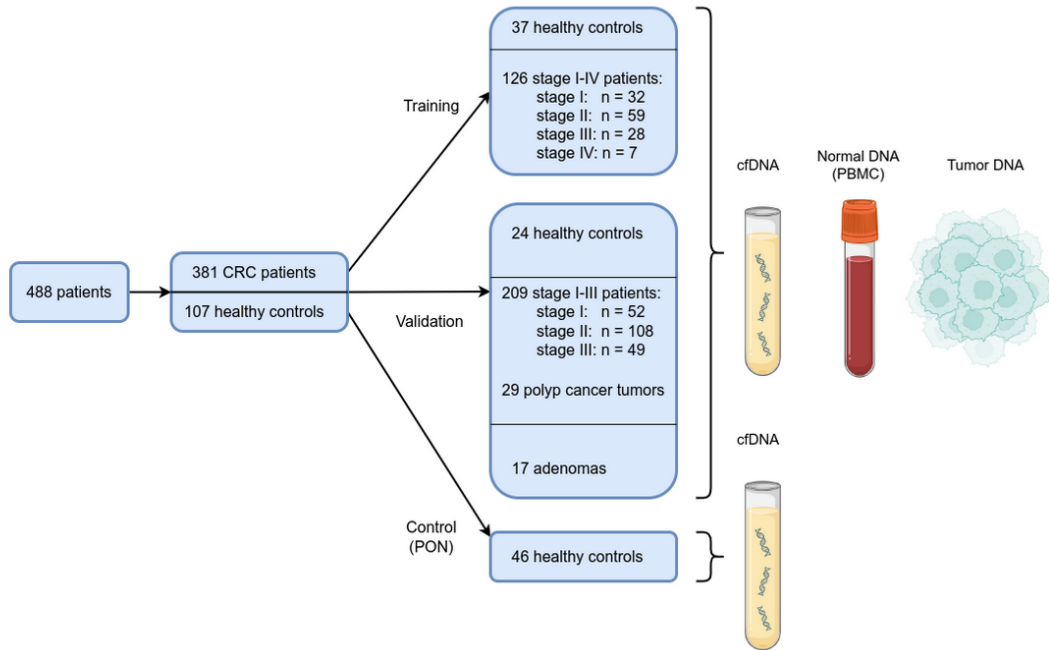 488 patients
381 CRC patients
107 healthy controls
Training
Validation
Control
(PON)
37 healthy controls
126 stage I-IV patients:
stage I: n = 32
stage II: n = 59
stage III: n = 28
stage IV: n = 7
24 healthy controls
209 stage I-III patients:
stage I: n = 52
stage II: n = 108
stage III: n = 49
29 polyp cancer tumors
17 adenomas
46 healthy controls
cfDNA
Normal DNA
(PBMC)
Tumor DNA
cfDNA